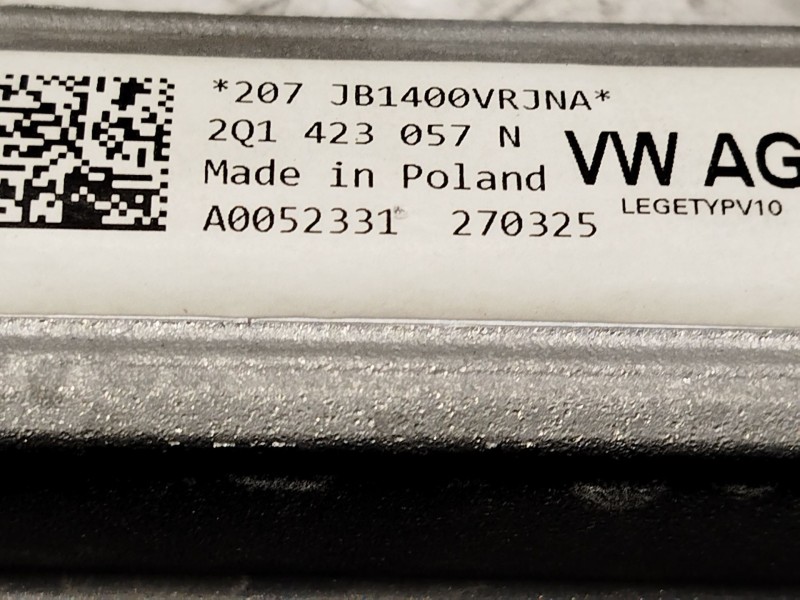 *207 JB1400VRJNA*
2Q1 423 057 N
Made in Poland
A0052331 270325
VW AG
LEGETYPV10